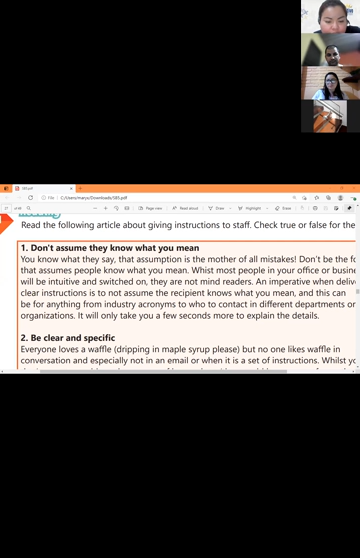 SB5.pdf
File C:/Users/marya/Downloads/SB5.pdf
Page view Read aloud Draw Highlight Erase
Reading
Read the following article about giving instructions to staff. Check true or false for the
1. Don't assume they know what you mean
You know what they say, that assumption is the mother of all mistakes! Don't be the fo
that assumes people know what you mean. Whist most people in your office or busine
will be intuitive and switched on, they are not mind readers. An imperative when delive
clear instructions is to not assume the recipient knows what you mean, and this can
be for anything from industry acronyms to who to contact in different departments or
organizations. It will only take you a few seconds more to explain the details.
2. Be clear and specific
Everyone loves a waffle (dripping in maple syrup please) but no one likes waffle in
conversation and especially not in an email or when it is a set of instructions. Whilst yo